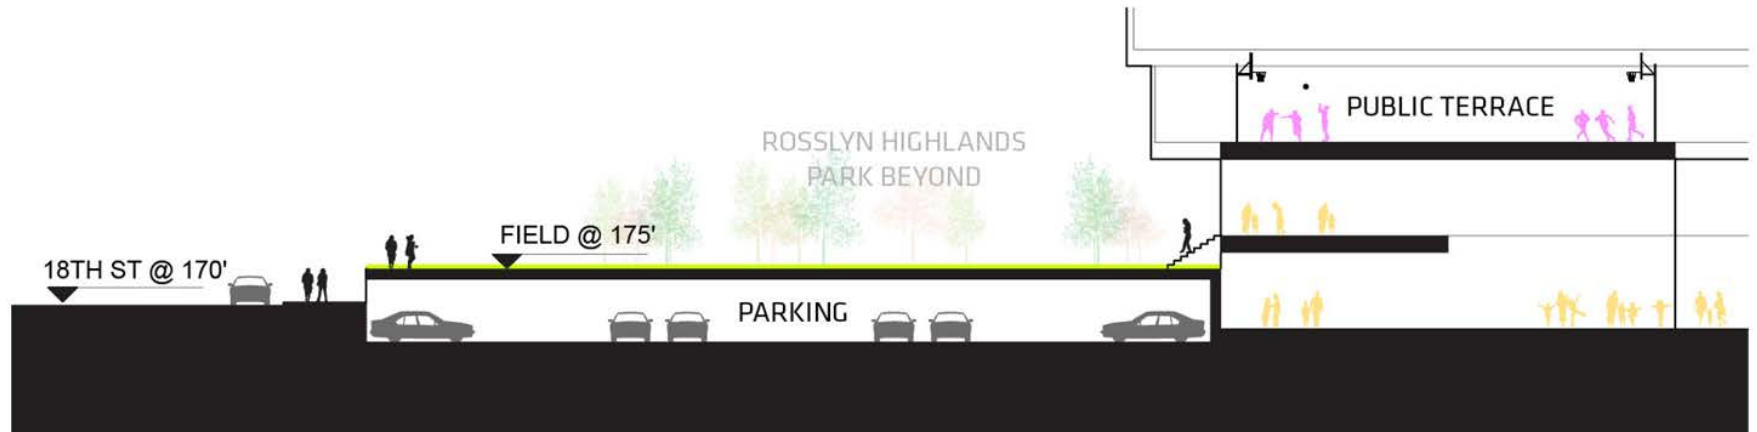 PUBLIC TERRACE
ROSSLYN HIGHLANDS
PARK BEYOND
FIELD @ 175'
18TH ST @ 170'
PARKING